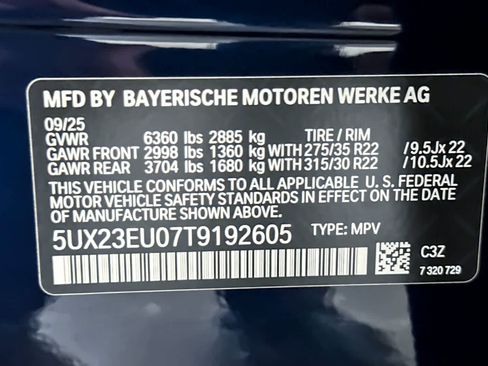 MFD BY BAYERISCHE MOTOREN WERKE AG
09/25
GVWR 6360 lbs 2885 kg TIRE / RIM
GAWR FRONT 2998 lbs 1360 kg WITH 275/35 R22 / 9.5Jx 22
GAWR REAR 3704 lbs 1680 kg WITH 315/30 R22 / 10.5Jx 22
THIS VEHICLE CONFORMS TO ALL APPLICABLE U. S. FEDERAL
MOTOR VEHICLE SAFETY STANDARDS IN EFFECT ON THE DATE
OF MANUFACTURE SHOWN ABOVE.
5UX23EU07T9192605 TYPE: MPV
C3Z
7 320 729